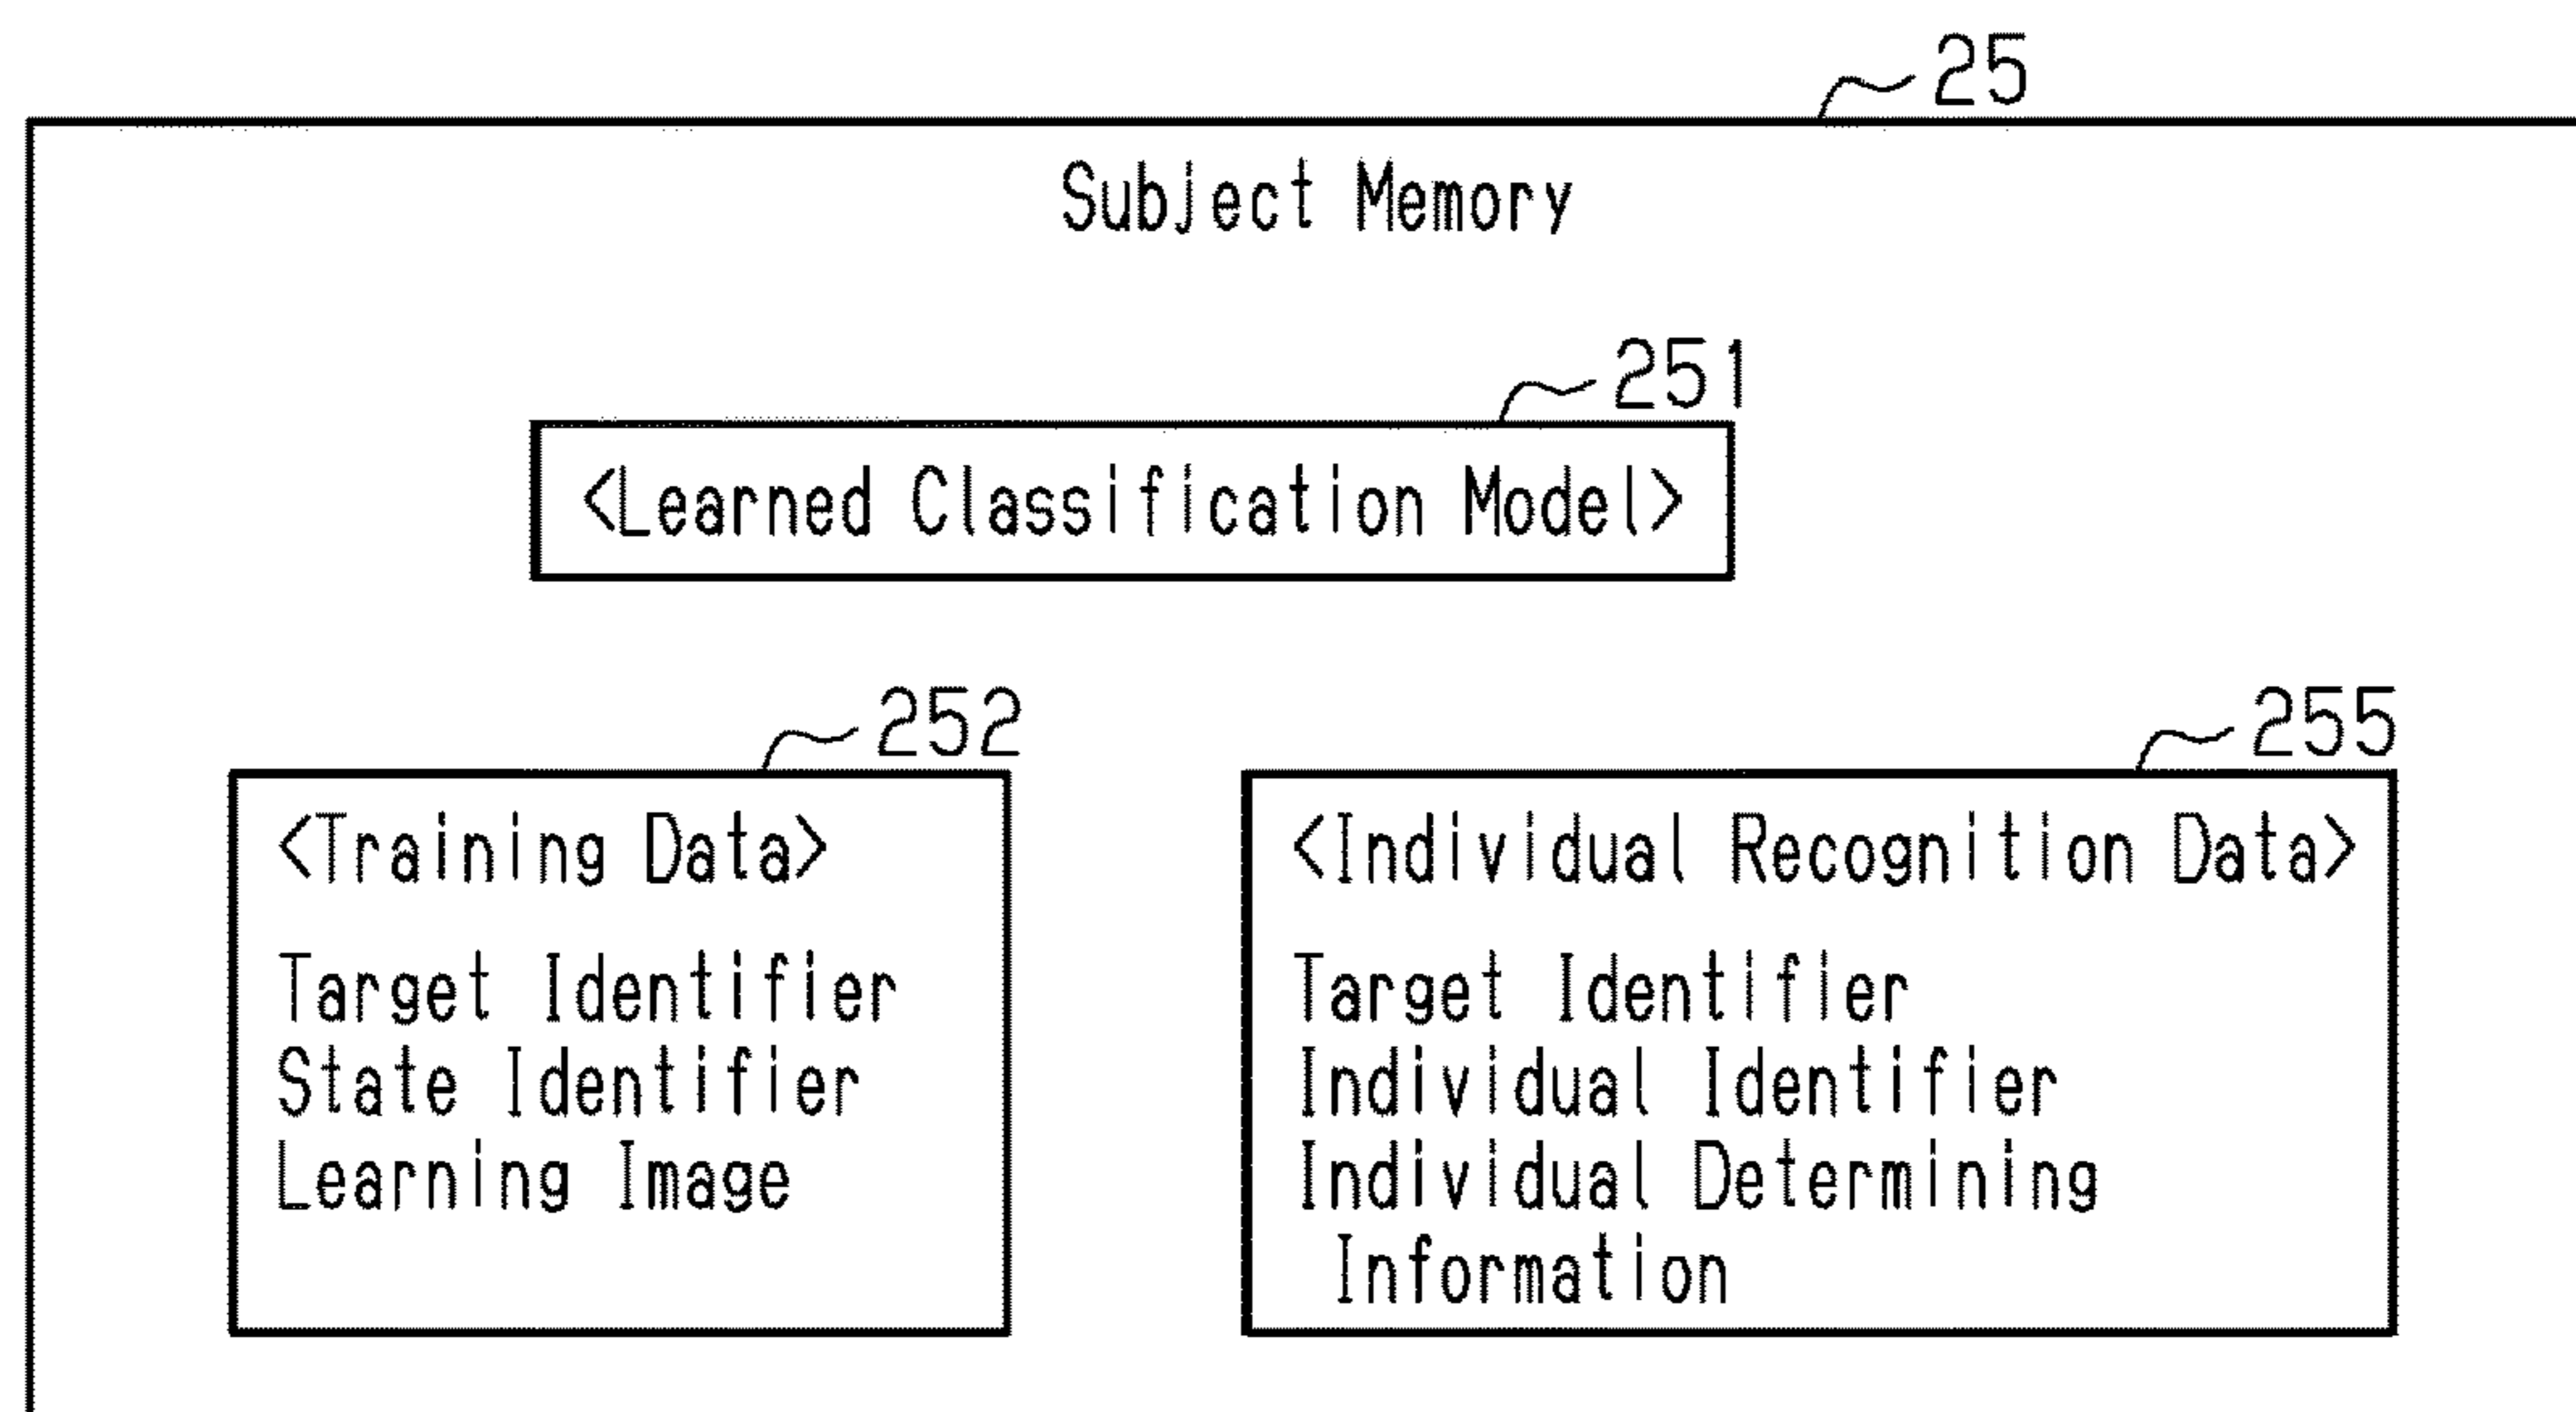 25
Subject Memory
251
<Learned Classification Model>
252
<Training Data>
Target Identifier
State Identifier
Learning Image
255
<Individual Recognition Data>
Target Identifier
Individual Identifier
Individual Determining
Information